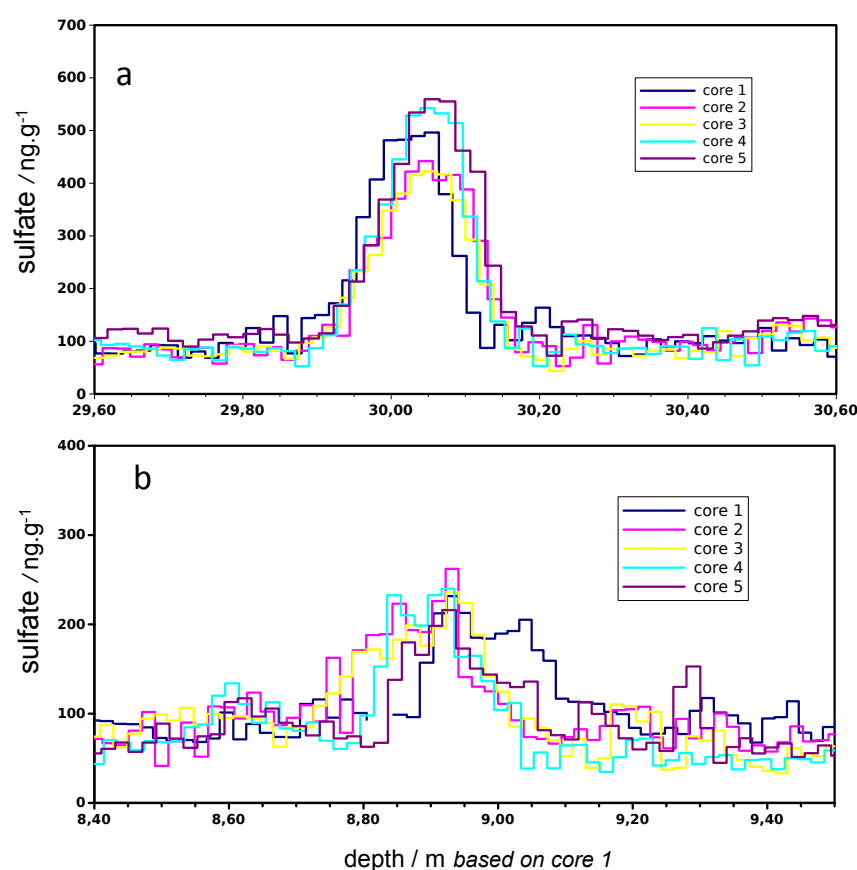 a
sulfate / ng.g⁻¹
700
600
500
400
300
200
100
0
core 1
core 2
core 3
core 4
core 5
29,60 29,80 30,00 30,20 30,40 30,60
b
sulfate / ng.g⁻¹
400
300
200
100
0
core 1
core 2
core 3
core 4
core 5
8,40 8,60 8,80 9,00 9,20 9,40
depth / m based on core 1